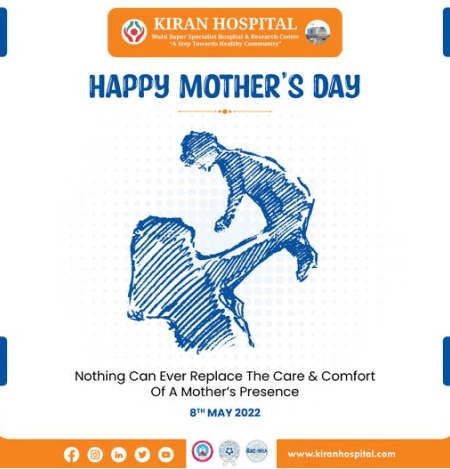 KIRAN HOSPITAL
Multi Super Specialist Hospital & Research Center
"A Step Towards Healthy Community"
HAPPY MOTHER'S DAY
Nothing Can Ever Replace The Care & Comfort
Of A Mother's Presence
8TH MAY 2022
www.kiranhospital.com